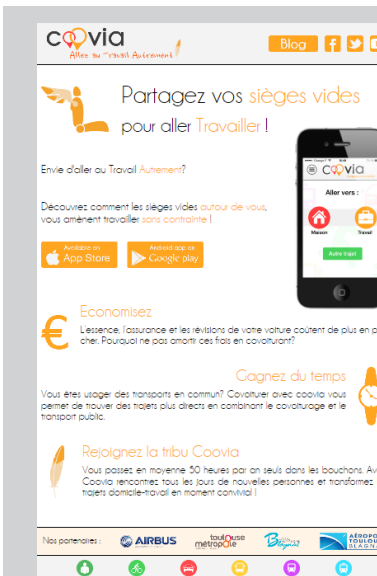 coovia
Allez au Travail Autrement
Blog
Partagez vos sièges vides
pour aller Travailler !
Envie d'aller au Travail Autrement?
Découvrez comment les sièges vides autour de vous,
vous amènent travailler sans contrainte !
Available on
App Store
Android app on
Google play
coovia
Aller vers :
Maison
Travail
Autre trajet
Economisez
L'essence, l'assurance et les révisions de votre voiture coûtent de plus en p
cher. Pourquoi ne pas amortir ces frais en covoiturant?
Gagnez du temps
Vous êtes usager des transports en commun? Covoiturer avec coovia vous
permet de trouver des trajets plus directs en combinant le covoiturage et le
transport public.
Rejoignez la tribu Coovia
Vous passez en moyenne 50 heures par an seuls dans les bouchons. Av
Coovia rencontrez tous les jours de nouvelles personnes et transformez
trajets domicile-travail en moment convivial !
Nos partenaires :
AIRBUS
toulouse
métropole
Blagnac
AÉROPO
TOULOU
BLAGNA